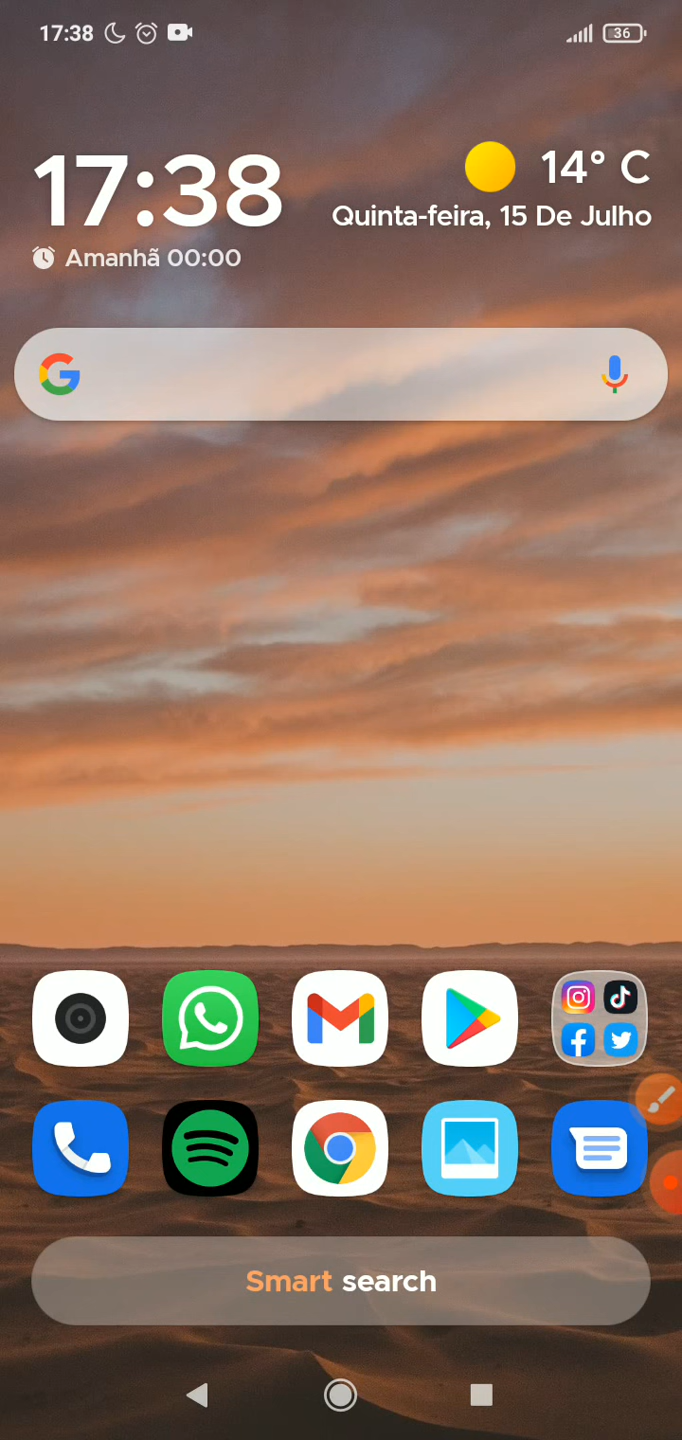 17:38
36
17:38
14° C
Quinta-feira, 15 De Julho
Amanhã 00:00
Smart search